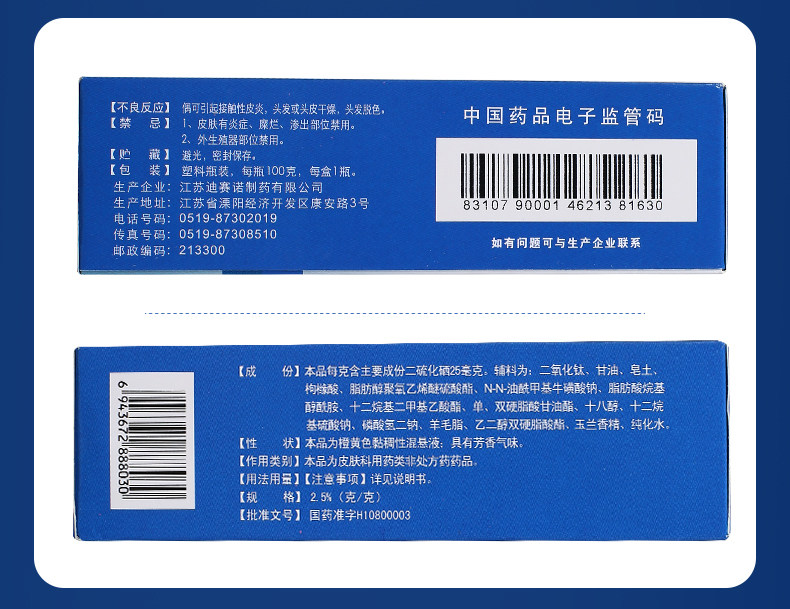 【不良反应】 偶可引起接触性皮炎，头发或头皮干燥，头发脱色。
【禁　　忌】 1、皮肤有炎症、糜烂、渗出部位禁用。
2、外生殖器部位禁用。
【贮　　藏】 避光，密封保存。
【包　　装】 塑料瓶装，每瓶100克，每盒1瓶。
生产企业：江苏迪赛诺制药有限公司
生产地址：江苏省溧阳经济开发区康安路3号
电话号码：0519-87302019
传真号码：0519-87308510
邮政编码：213300
中国药品电子监管码
83107 90001 46213 81630
如有问题可与生产企业联系
6 943672 888030
【成　　份】本品每克含主要成份二硫化硒25毫克。辅料为：二氧化钛、甘油、皂土、
枸橼酸、脂肪醇聚氧乙烯醚硫酸酯、N-N-油酰甲基牛磺酸钠、脂肪酸烷基
醇酰胺、十二烷基二甲基乙酸酯、单、双硬脂酸甘油酯、十八醇、十二烷
基硫酸钠、磷酸氢二钠、羊毛脂、乙二醇双硬脂酸酯、玉兰香精、纯化水。
【性　　状】本品为橙黄色黏稠性混悬液；具有芳香气味。
【作用类别】本品为皮肤科用药类非处方药药品。
【用法用量】【注意事项】详见说明书。
【规　　格】 2.5%（克/克）
【批准文号】 国药准字H10800003